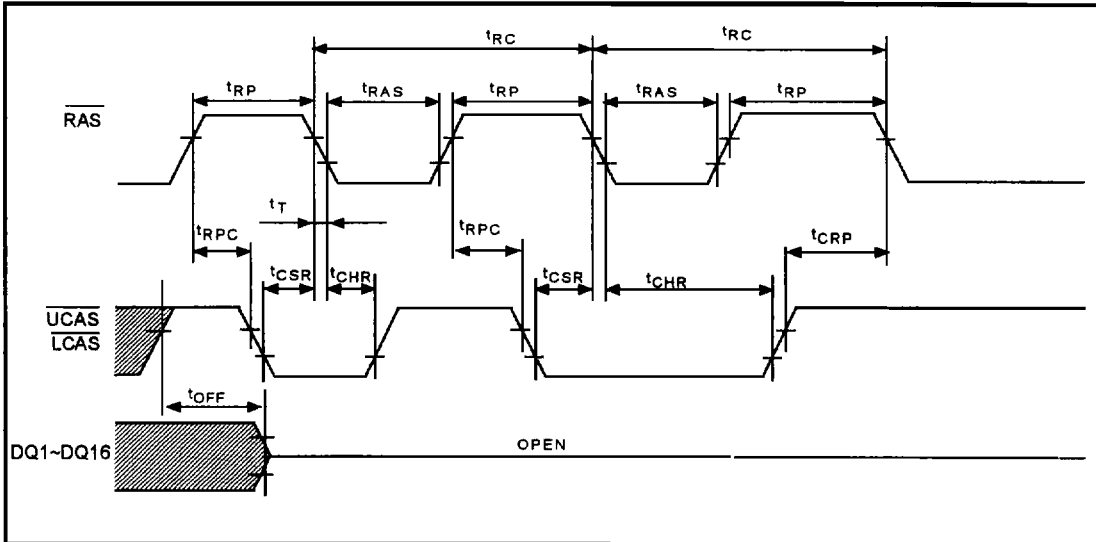 tRC tRC
tRP tRAS tRP tRAS tRP
RAS
tT
tRPC tRPC tCRP
tCSR tCHR tCSR tCHR
UCAS
LCAS
tOFF
DQ1~DQ16 OPEN